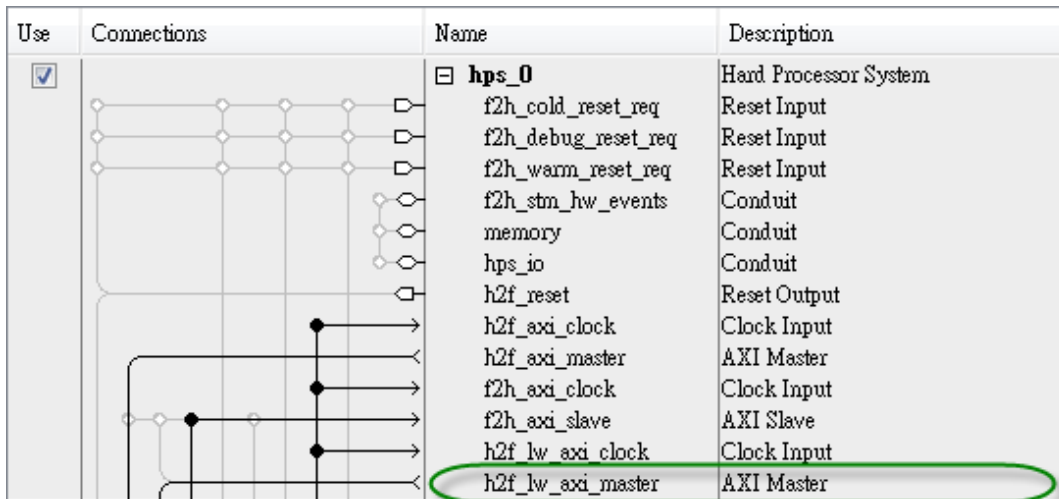 Use Connections Name Description
hps_0 Hard Processor System
f2h_cold_reset_req Reset Input
f2h_debug_reset_req Reset Input
f2h_warm_reset_req Reset Input
f2h_stm_hw_events Conduit
memory Conduit
hps_io Conduit
h2f_reset Reset Output
h2f_axi_clock Clock Input
h2f_axi_master AXI Master
f2h_axi_clock Clock Input
f2h_axi_slave AXI Slave
h2f_lw_axi_clock Clock Input
h2f_lw_axi_master AXI Master